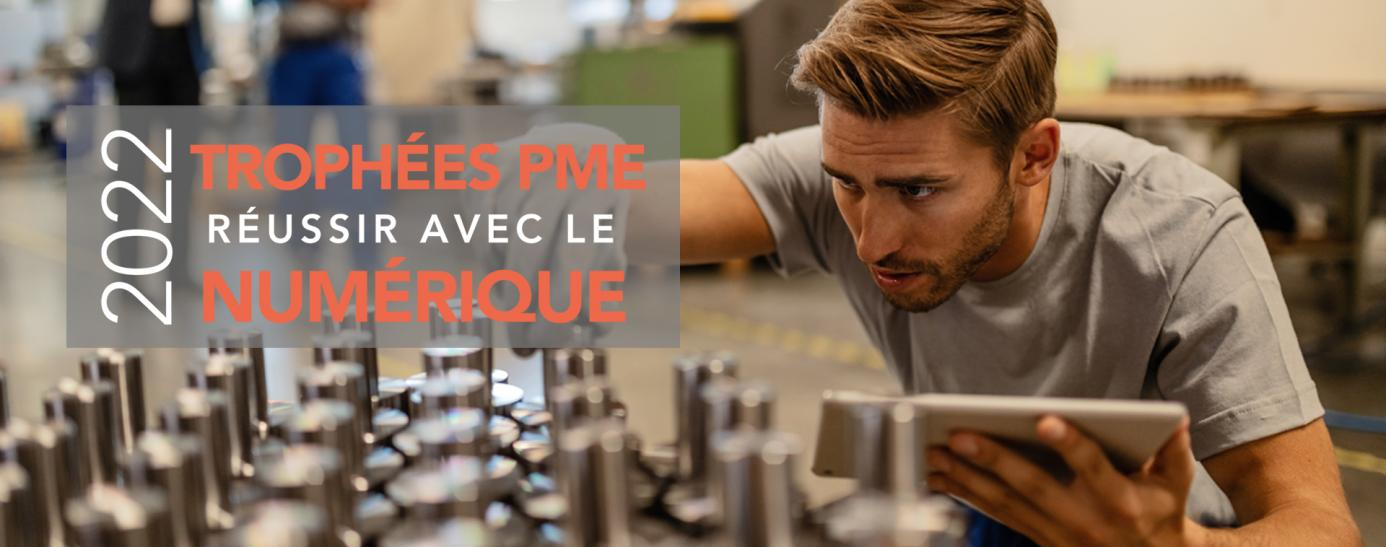 2022
TROPHÉES PME
RÉUSSIR AVEC LE
NUMÉRIQUE